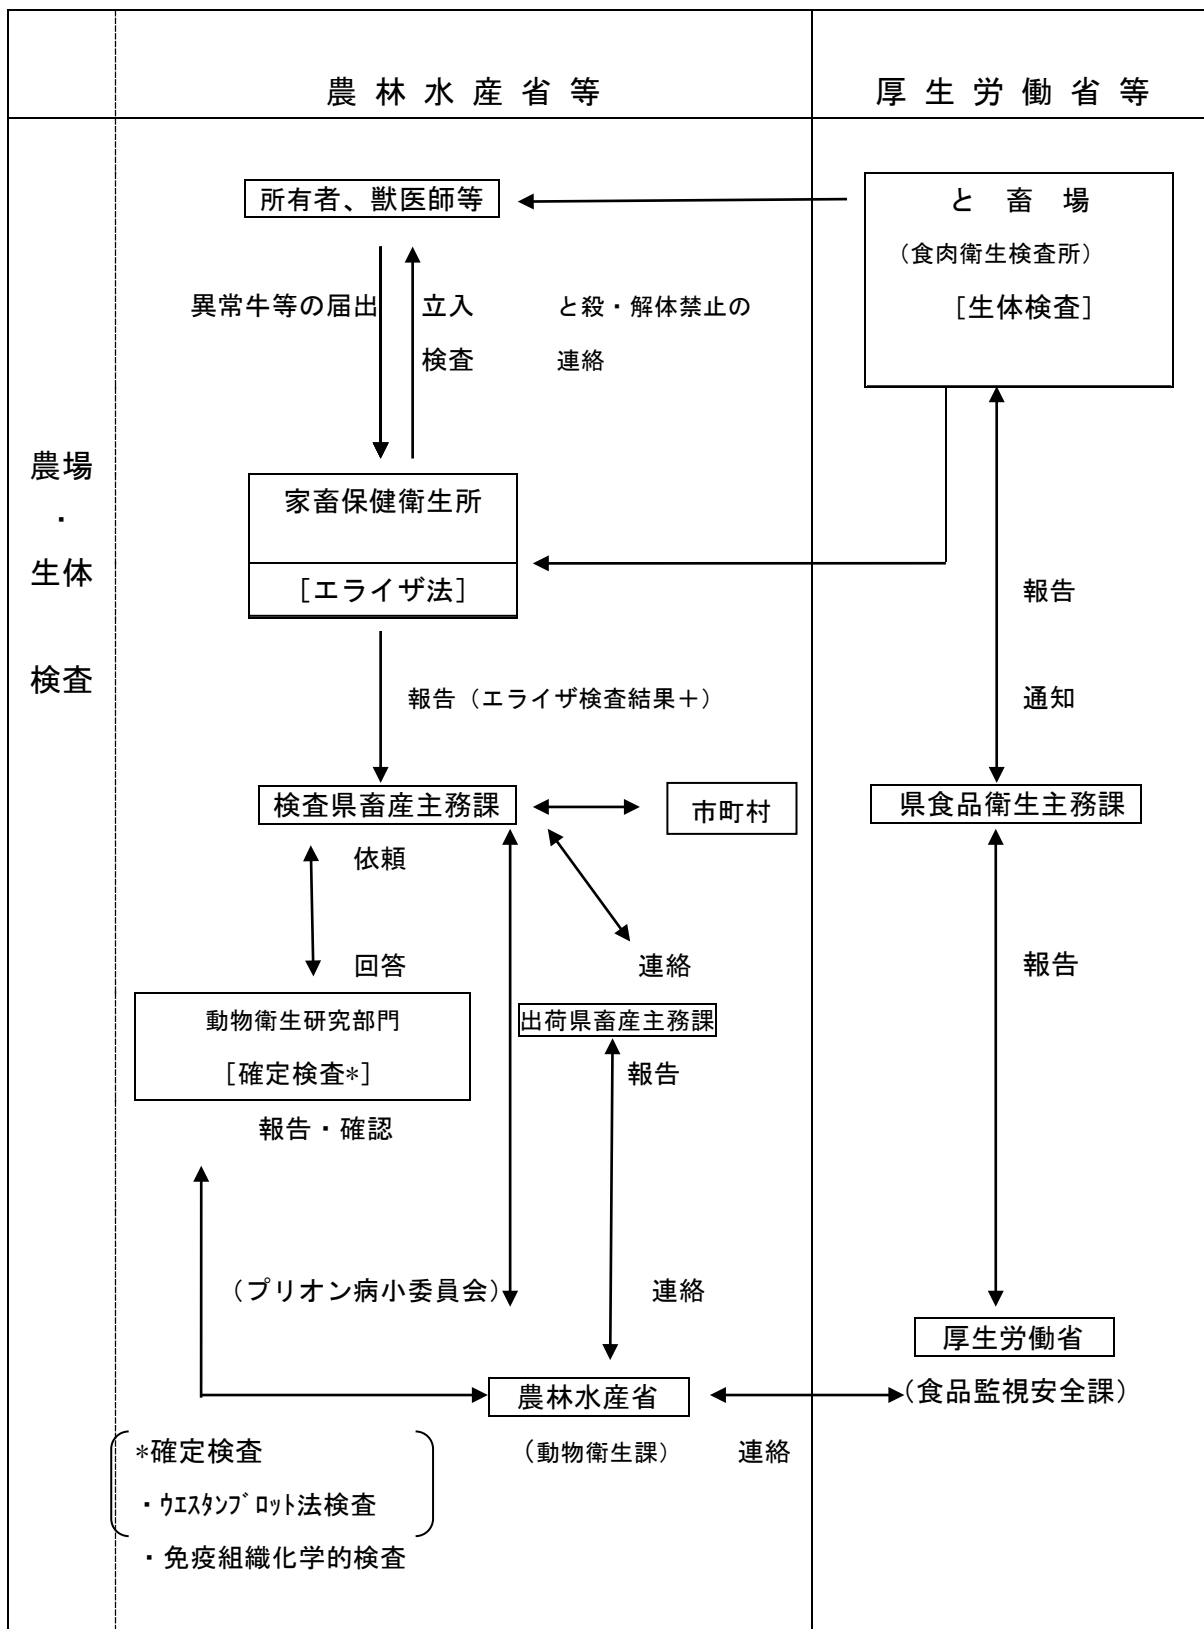 農林水産省等
厚生労働省等
所有者、獣医師等
と畜場
(食肉衛生検査所)
[生体検査]
異常牛等の届出
立入
検査
と殺・解体禁止の
連絡
農場
・
生体
検査
家畜保健衛生所
[エライザ法]
報告(エライザ検査結果+)
報告
通知
検査県畜産主務課
市町村
県食品衛生主務課
依頼
回答
連絡
報告
動物衛生研究部門
[確定検査*]
出荷県畜産主務課
報告
報告・確認
(プリオン病小委員会)
連絡
厚生労働省
(食品監視安全課)
農林水産省
(動物衛生課)
連絡
*確定検査
・ウエスタンブロット法検査
・免疫組織化学的検査